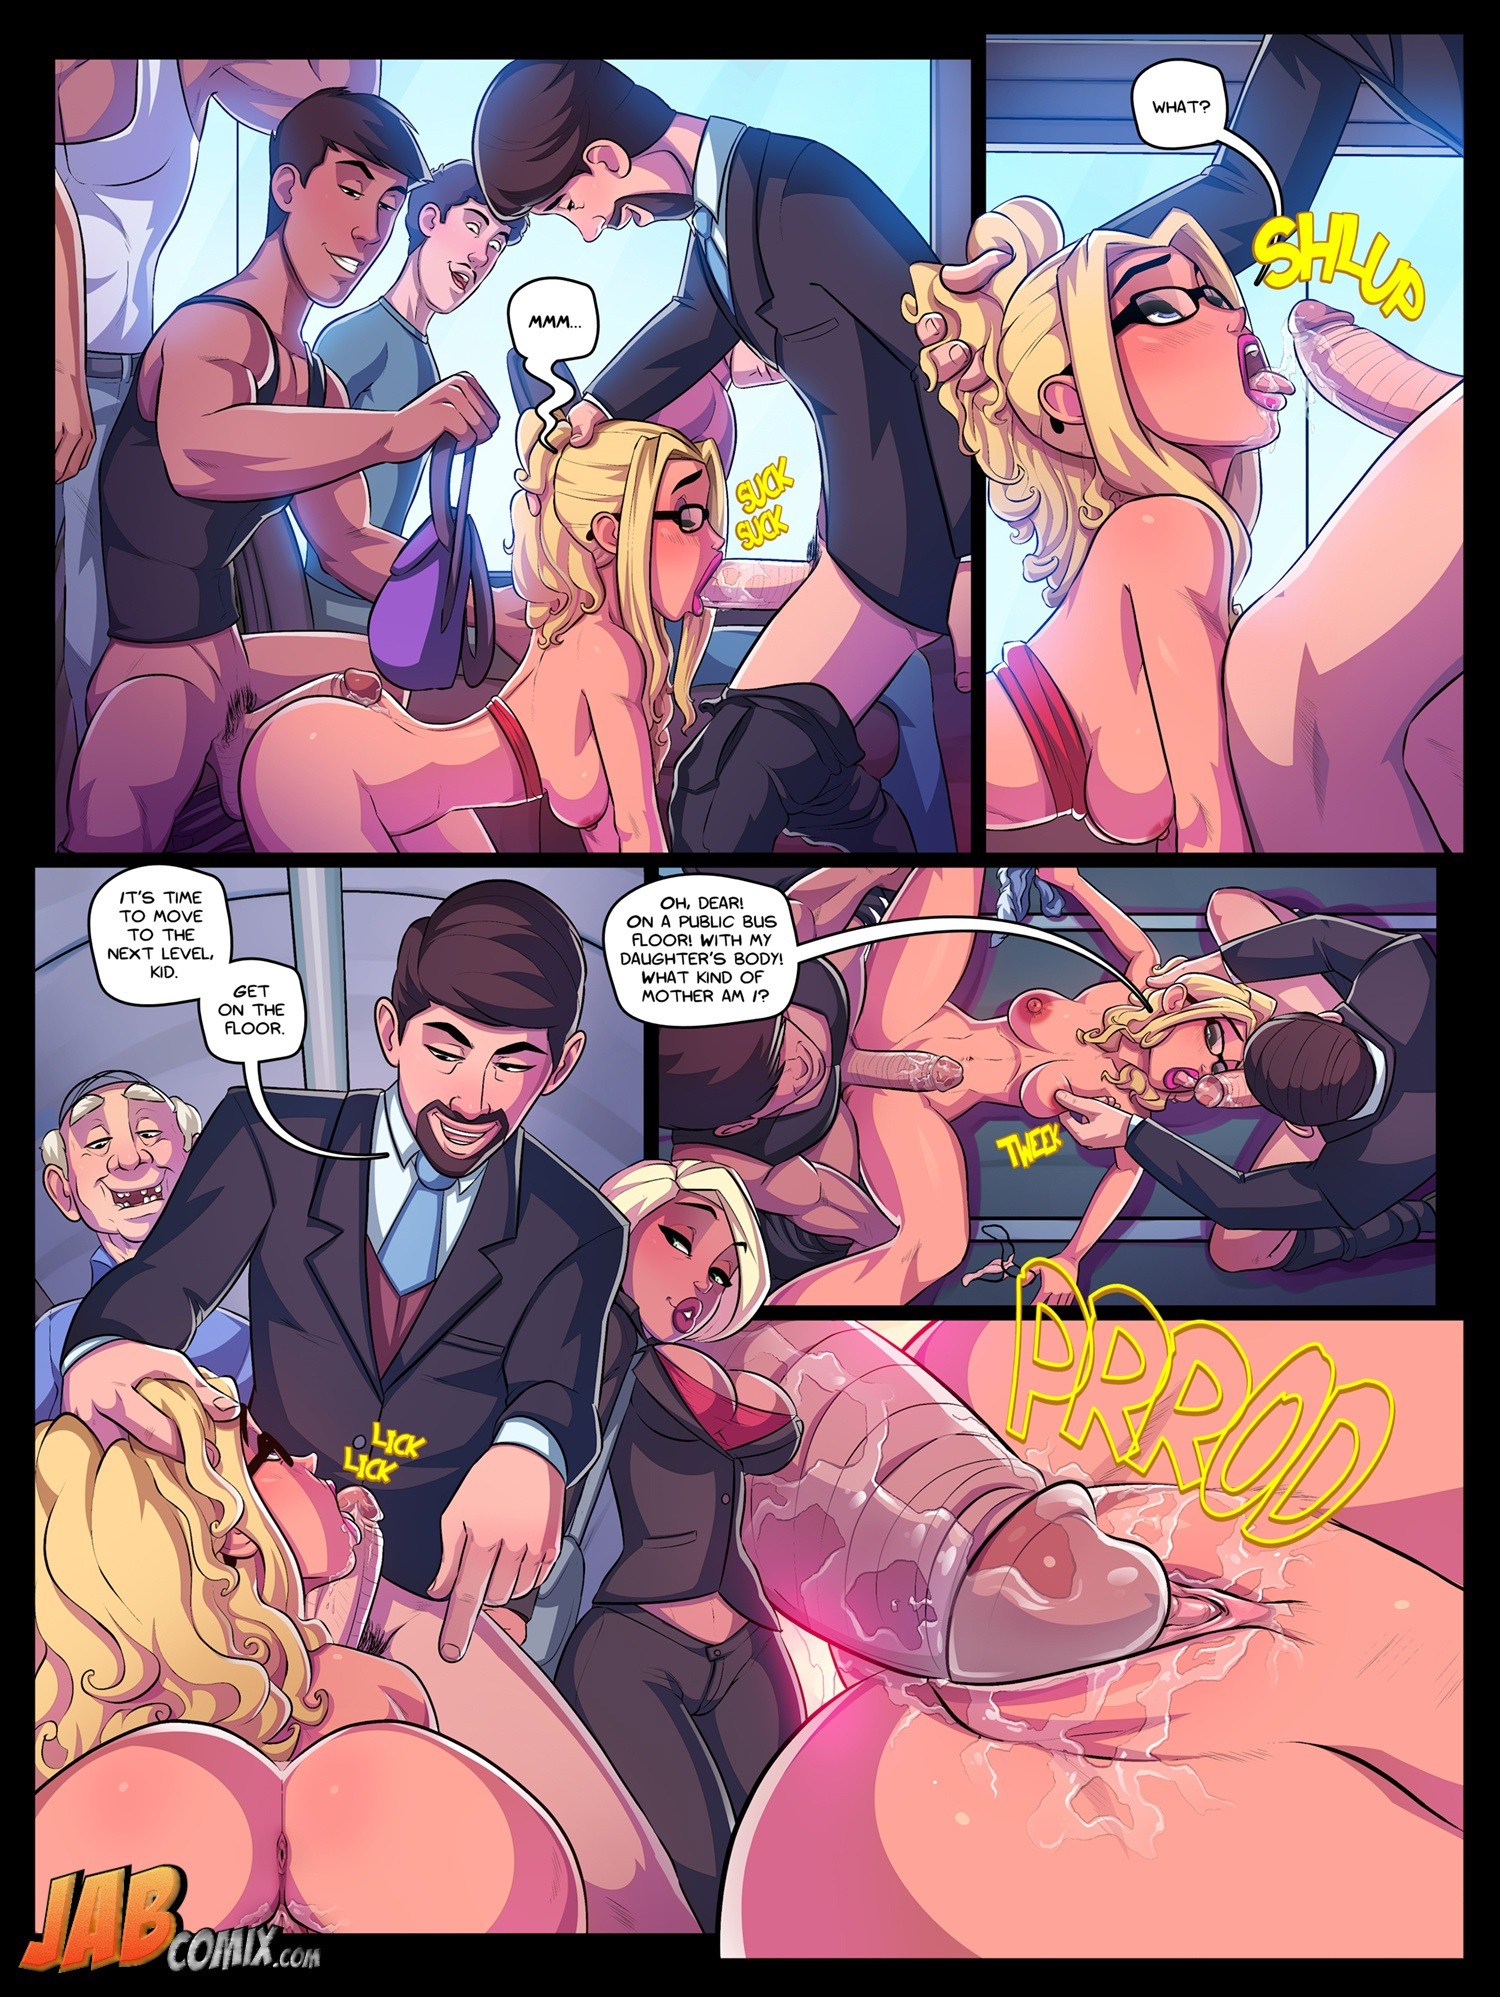 MMM...
SUCK
SUCK
WHAT?
SHLUP
IT'S TIME
TO MOVE
TO THE
NEXT LEVEL,
KID.
GET
ON THE
FLOOR.
LICK
LICK
OH, DEAR!
ON A PUBLIC BUS
FLOOR! WITH MY
DAUGHTER'S BODY!
WHAT KIND OF
MOTHER AM I?
TWEEK
PRROD
JAB
COMIX.COM